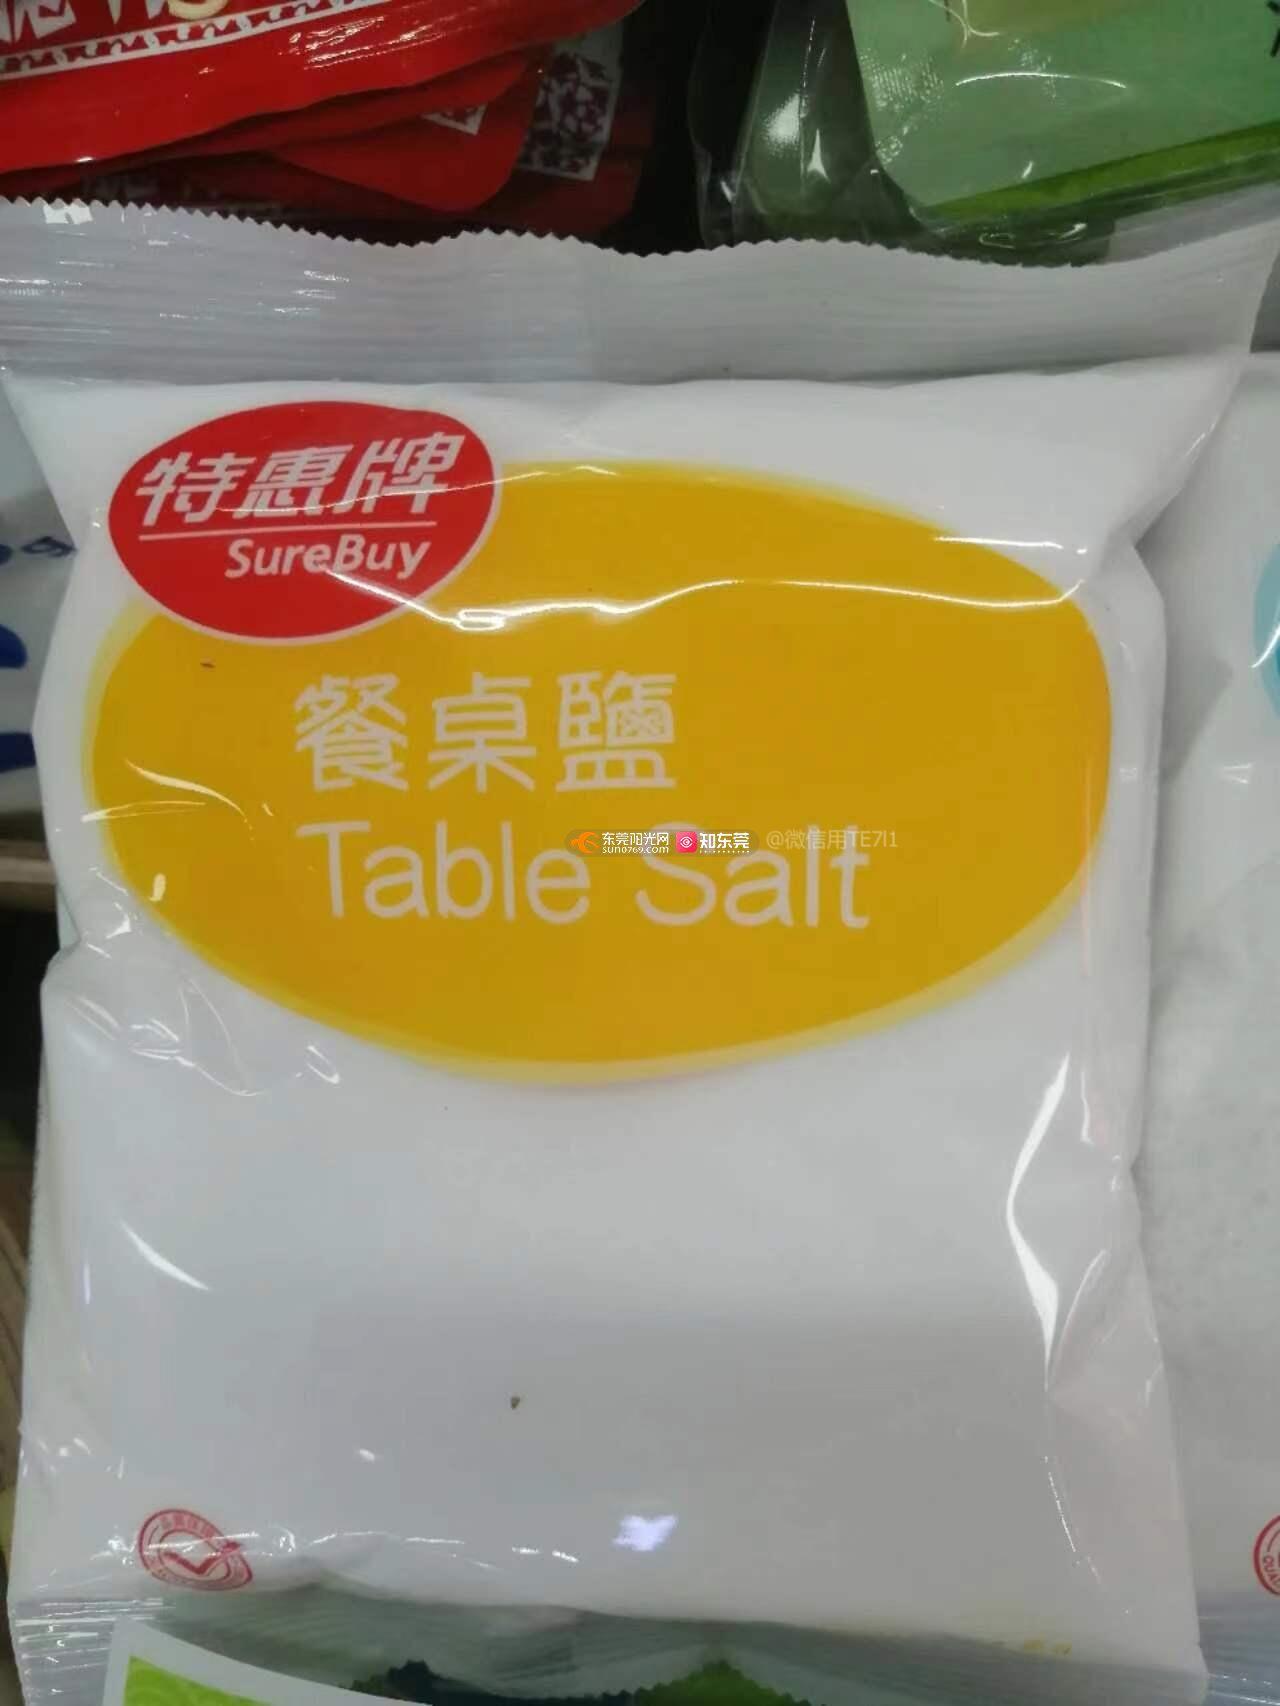 特惠牌
SureBuy
餐桌鹽
Table Salt
东莞阳光网
sun0769.com
知东莞
@微信用TE7I1